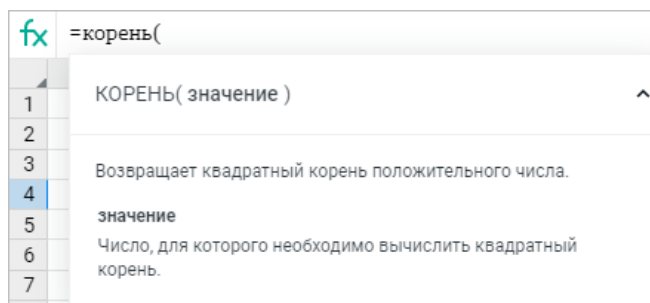 fx =корень(
КОРЕНЬ( значение )
1
2
Возвращает квадратный корень положительного числа.
3
4
значение
5
Число, для которого необходимо вычислить квадратный
6
корень.
7